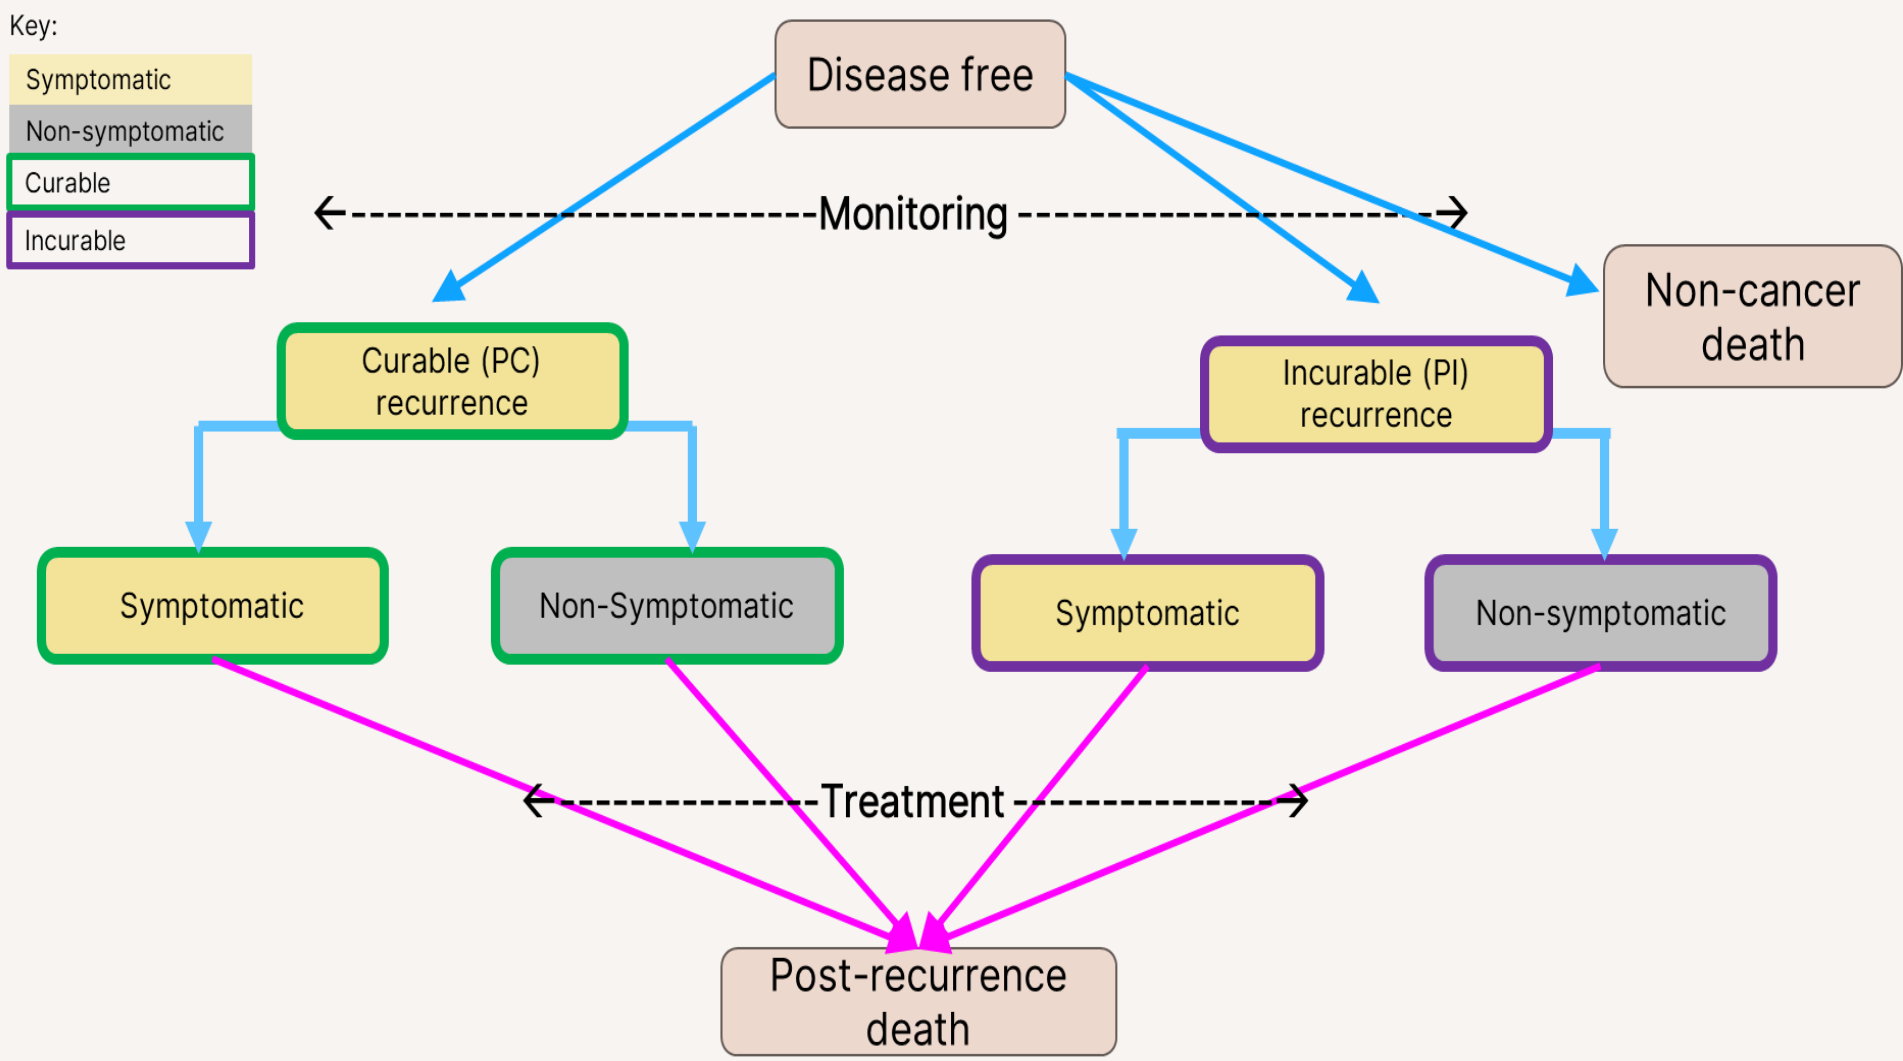 Key:
Symptomatic
Non-symptomatic
Curable
Incurable
Disease free
Monitoring
Non-cancer
death
Curable (PC)
recurrence
Incurable (PI)
recurrence
Symptomatic
Non-Symptomatic
Symptomatic
Non-symptomatic
Treatment
Post-recurrence
death